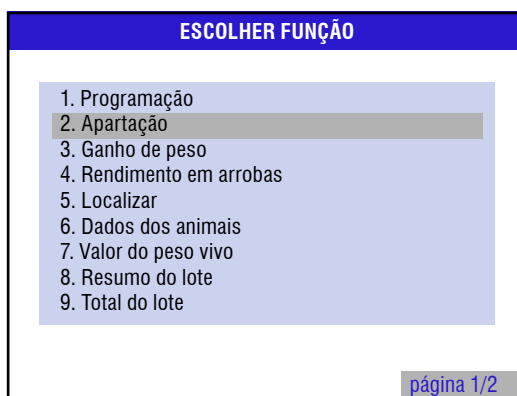 ESCOLHER FUNÇÃO
1. Programação
2. Apartação
3. Ganho de peso
4. Rendimento em arrobas
5. Localizar
6. Dados dos animais
7. Valor do peso vivo
8. Resumo do lote
9. Total do lote
página 1/2